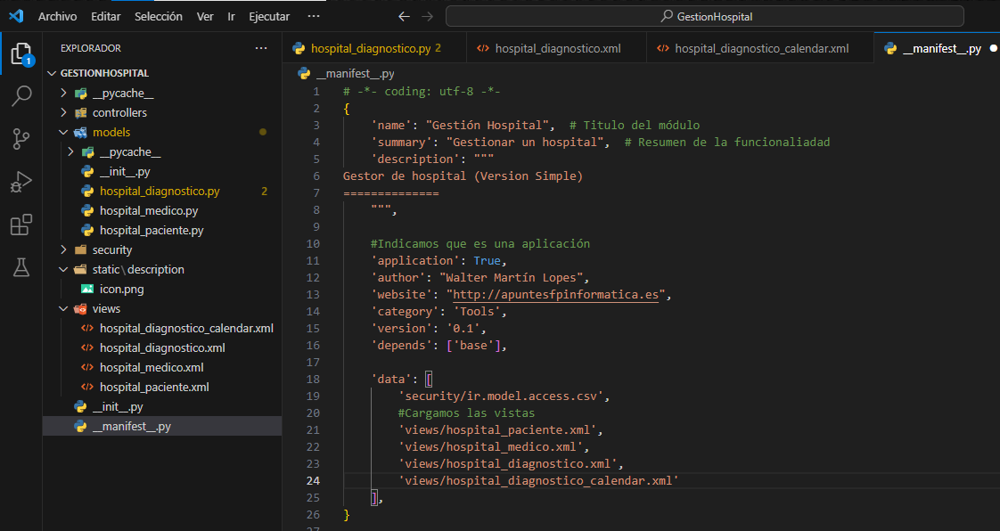 Archivo Editar Selección Ver Ir Ejecutar ··· GestionHospital
EXPLORADOR ···
GESTIONHOSPITAL
__pycache__
controllers
models
__pycache__
__init__.py
hospital_diagnostico.py 2
hospital_medico.py
hospital_paciente.py
security
static\description
icon.png
views
hospital_diagnostico_calendar.xml
hospital_diagnostico.xml
hospital_medico.xml
hospital_paciente.xml
__init__.py
__manifest__.py
1
hospital_diagnostico.py 2 hospital_diagnostico.xml hospital_diagnostico_calendar.xml __manifest__.py
__manifest__.py
1 # -*- coding: utf-8 -*-
2 {
3 'name': "Gestión Hospital", # Titulo del módulo
4 'summary': "Gestionar un hospital", # Resumen de la funcionaliadad
5 'description': """
6 Gestor de hospital (Version Simple)
7 ==============
8 """,
9
10 #Indicamos que es una aplicación
11 'application': True,
12 'author': "Walter Martín Lopes",
13 'website': "http://apuntesfpinformatica.es",
14 'category': 'Tools',
15 'version': '0.1',
16 'depends': ['base'],
17
18 'data': [
19 'security/ir.model.access.csv',
20 #Cargamos las vistas
21 'views/hospital_paciente.xml',
22 'views/hospital_medico.xml',
23 'views/hospital_diagnostico.xml',
24 'views/hospital_diagnostico_calendar.xml'
25 ],
26 }
27